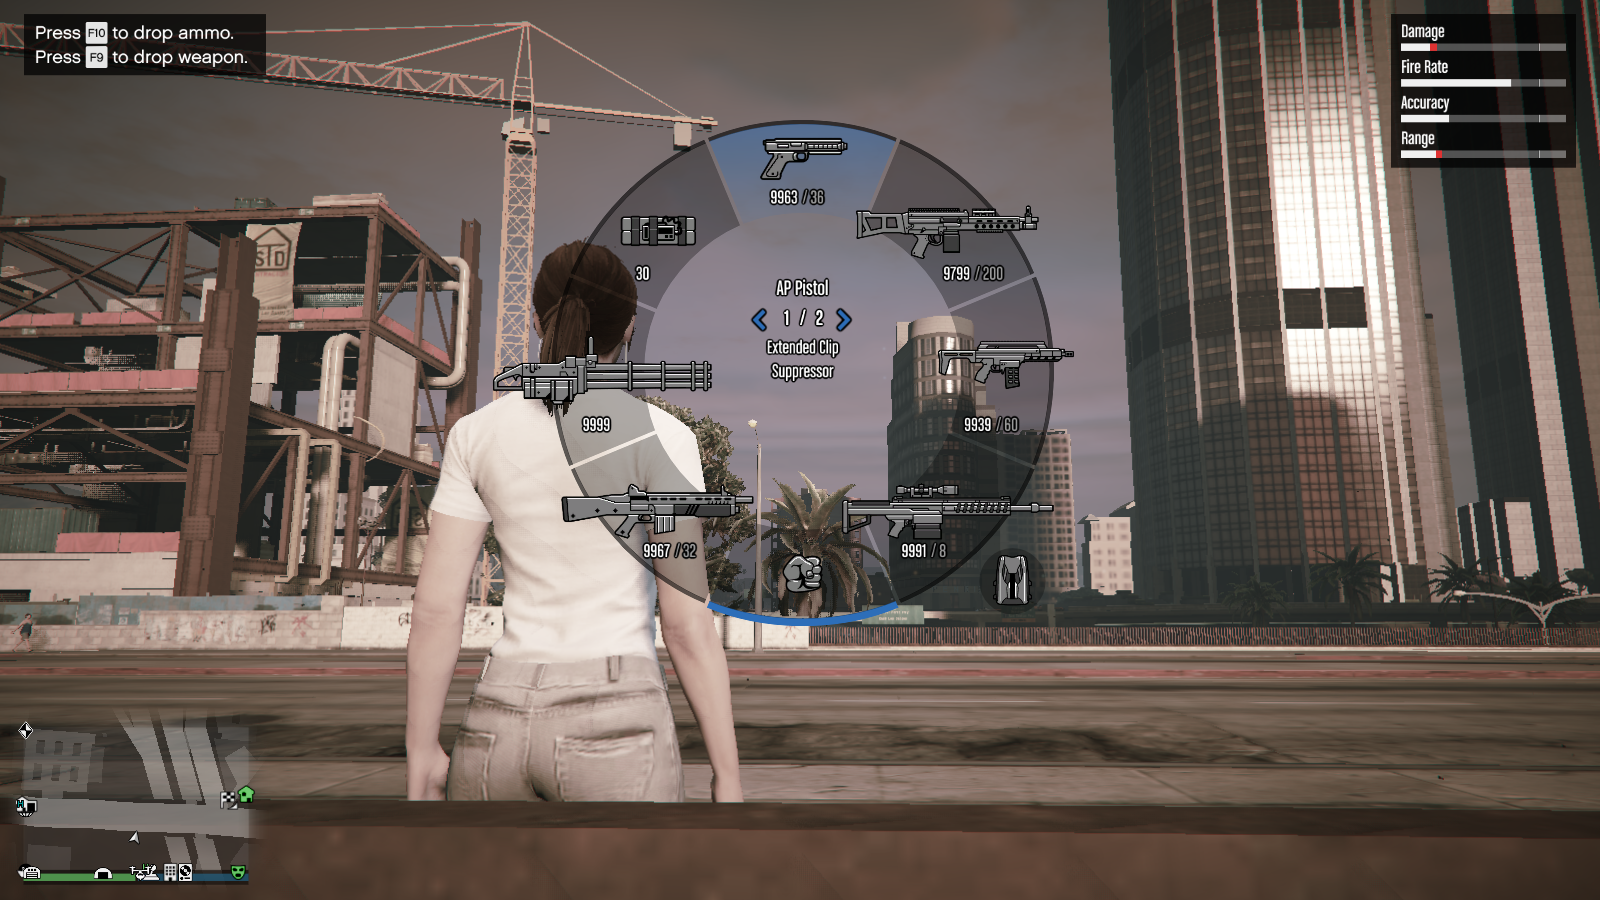 Press F10 to drop ammo.
Press F9 to drop weapon.
Damage
Fire Rate
Accuracy
Range
9963 / 36
30
9799 / 200
AP Pistol
1 / 2
Extended Clip
Suppressor
9999
9939 / 60
9967 / 32
9991 / 8
STD